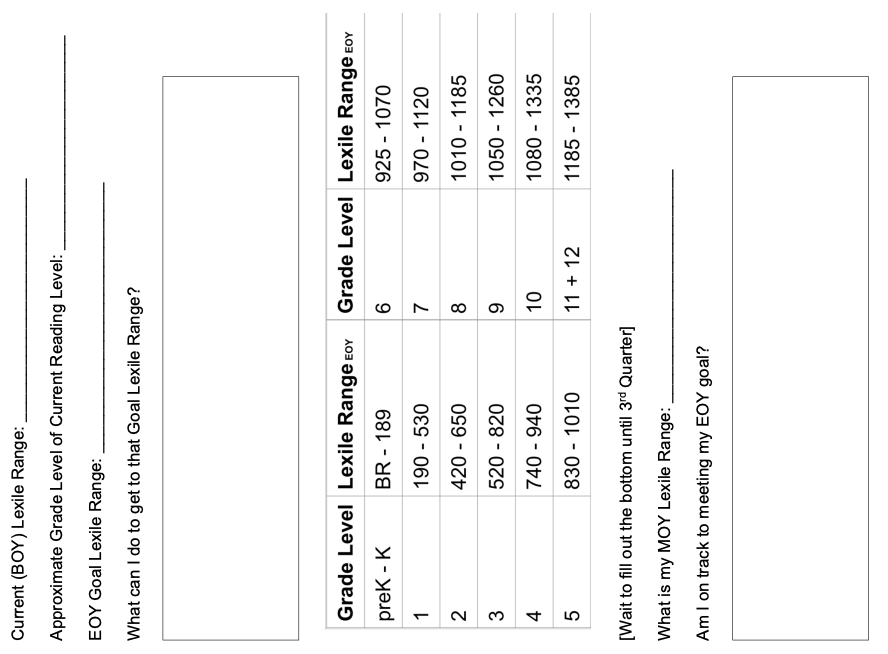 Current (BOY) Lexile Range: ____________________________
Approximate Grade Level of Current Reading Level: ________________________
EOY Goal Lexile Range: _______________________________
What can I do to get to that Goal Lexile Range?
Grade Level Lexile Range EOY Grade Level Lexile Range EOY
preK - K BR - 189 6 925 - 1070
1 190 - 530 7 970 - 1120
2 420 - 650 8 1010 - 1185
3 520 - 820 9 1050 - 1260
4 740 - 940 10 1080 - 1335
5 830 - 1010 11 + 12 1185 - 1385
[Wait to fill out the bottom until 3rd Quarter]
What is my MOY Lexile Range: ___________________________
Am I on track to meeting my EOY goal?